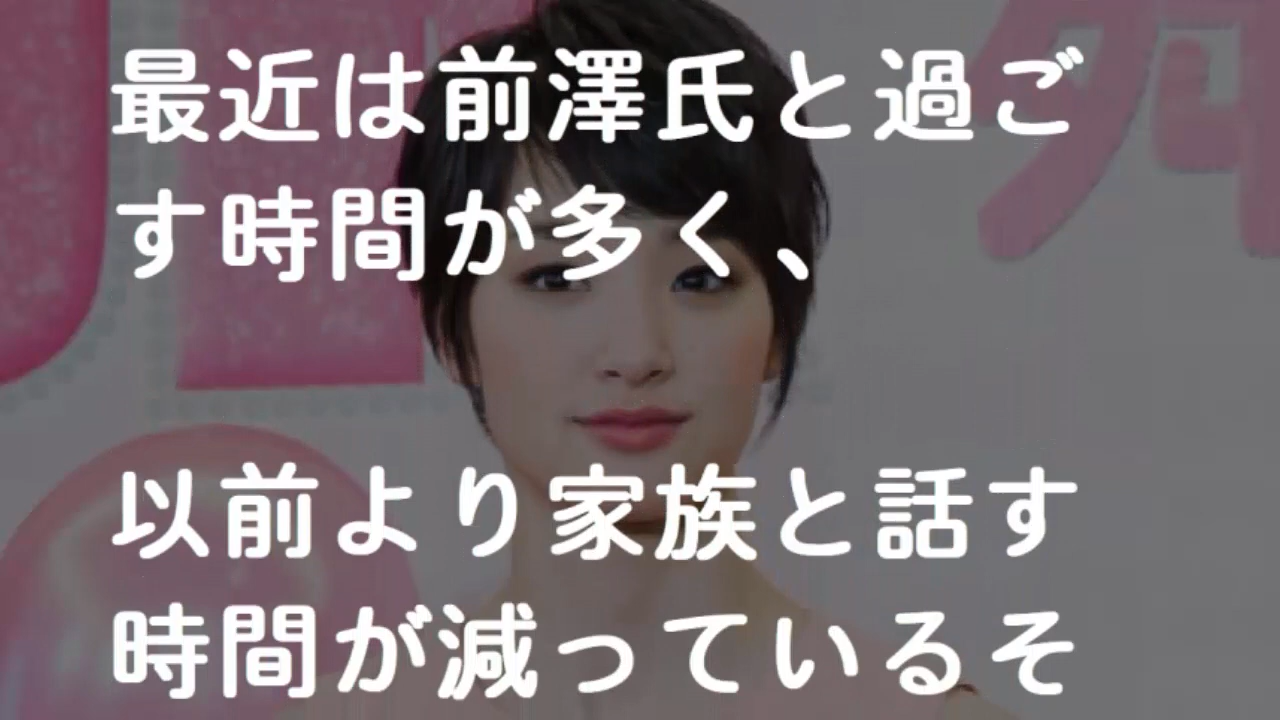 最近は前澤氏と過ご
す時間が多く、
以前より家族と話す
時間が減っているそ